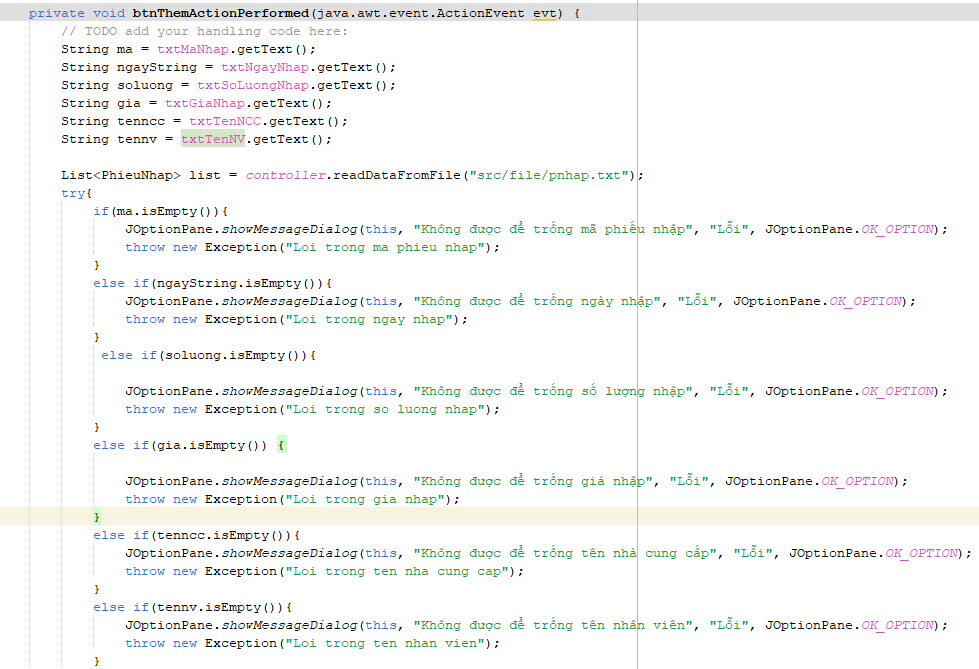 private void btnThemActionPerformed(java.awt.event.ActionEvent evt) {
// TODO add your handling code here:
String ma = txtMaNhap.getText();
String ngayString = txtNgayNhap.getText();
String soluong = txtSoLuongNhap.getText();
String gia = txtGiaNhap.getText();
String tenncc = txtTenNCC.getText();
String tennv = txtTenNV.getText();
List<PhieuNhap> list = controller.readDataFromFile("src/file/pnhap.txt");
try{
if(ma.isEmpty()){
JOptionPane.showMessageDialog(this, "Không được để trống mã phiếu nhập", "Lỗi", JOptionPane.OK_OPTION);
throw new Exception("Loi trong ma phieu nhap");
}
else if(ngayString.isEmpty()){
JOptionPane.showMessageDialog(this, "Không được để trống ngày nhập", "Lỗi", JOptionPane.OK_OPTION);
throw new Exception("Loi trong ngay nhap");
}
else if(soluong.isEmpty()){
JOptionPane.showMessageDialog(this, "Không được để trống số lượng nhập", "Lỗi", JOptionPane.OK_OPTION);
throw new Exception("Loi trong so luong nhap");
}
else if(gia.isEmpty()) {
JOptionPane.showMessageDialog(this, "Không được để trống giá nhập", "Lỗi", JOptionPane.OK_OPTION);
throw new Exception("Loi trong gia nhap");
}
else if(tenncc.isEmpty()){
JOptionPane.showMessageDialog(this, "Không được để trống tên nhà cung cấp", "Lỗi", JOptionPane.OK_OPTION);
throw new Exception("Loi trong ten nha cung cap");
}
else if(tennv.isEmpty()){
JOptionPane.showMessageDialog(this, "Không được để trống tên nhân viên", "Lỗi", JOptionPane.OK_OPTION);
throw new Exception("Loi trong ten nhan vien");
}